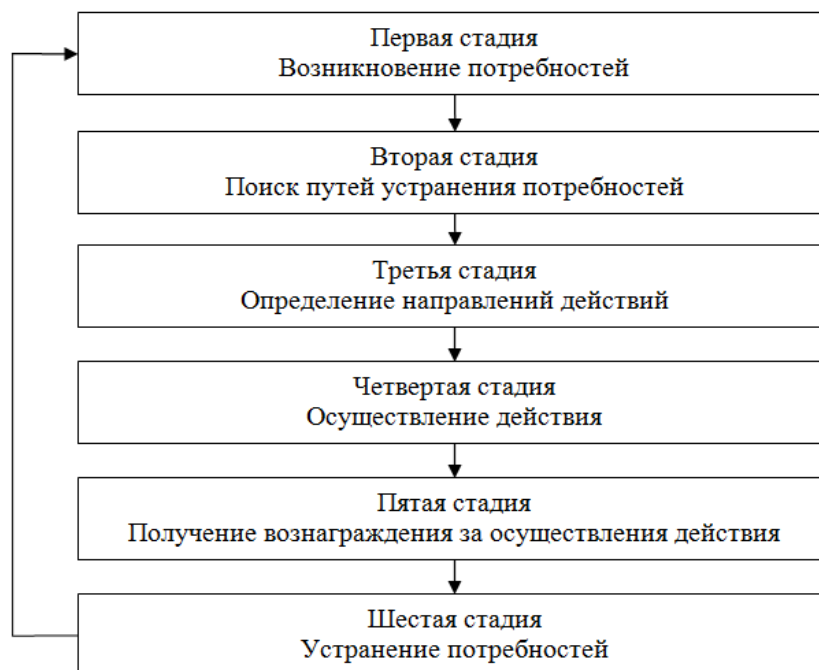 Первая стадия
Возникновение потребностей
Вторая стадия
Поиск путей устранения потребностей
Третья стадия
Определение направлений действий
Четвертая стадия
Осуществление действия
Пятая стадия
Получение вознаграждения за осуществления действия
Шестая стадия
Устранение потребностей